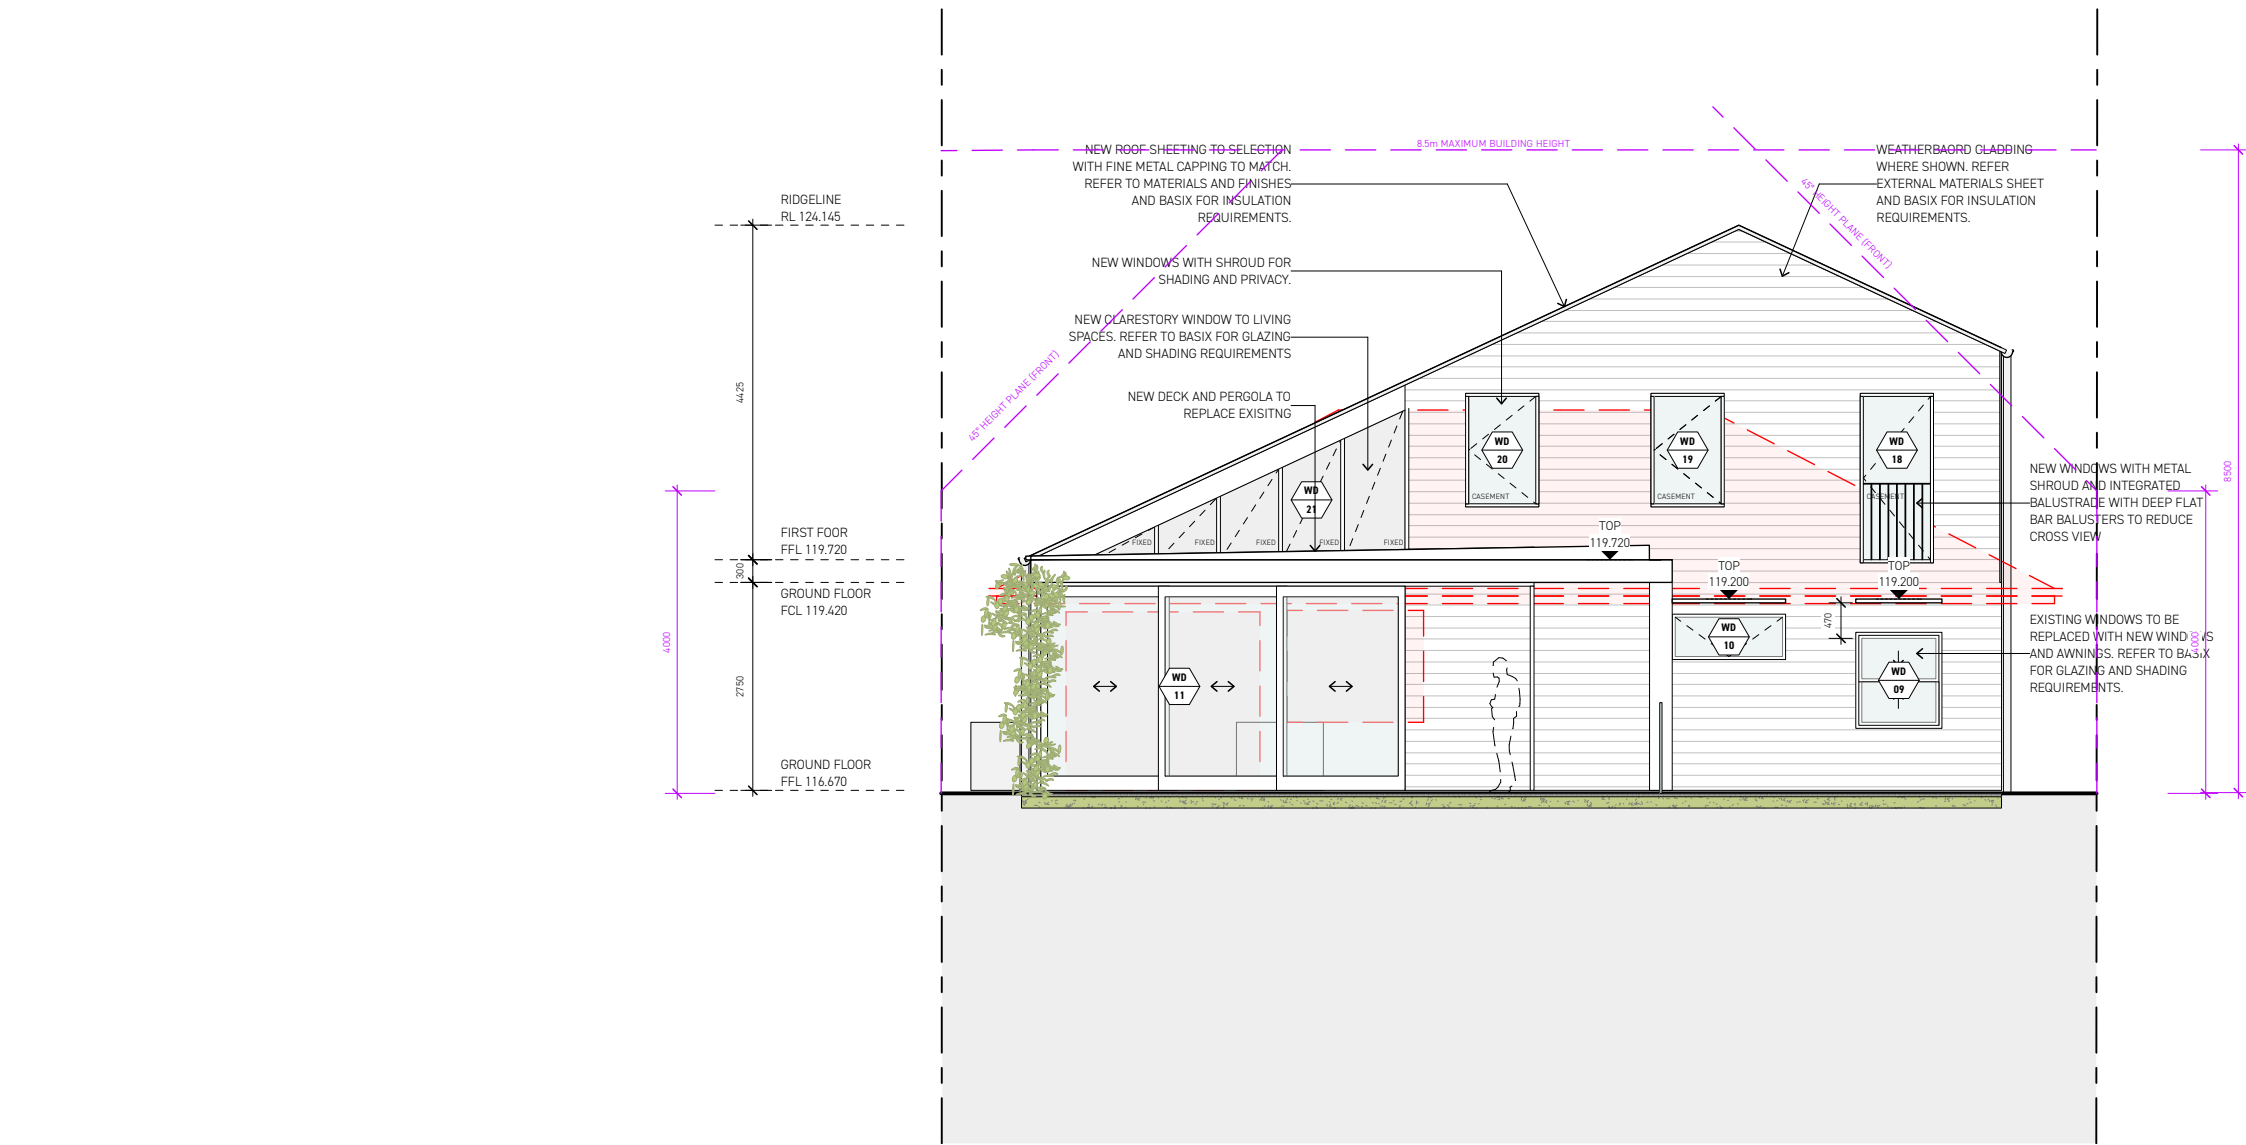 8.5m MAXIMUM BUILDING HEIGHT
NEW ROOF SHEETING TO SELECTION
WITH FINE METAL CAPPING TO MATCH.
REFER TO MATERIALS AND FINISHES
AND BASIX FOR INSULATION
REQUIREMENTS.
WEATHERBAORD CLADDING
WHERE SHOWN. REFER
EXTERNAL MATERIALS SHEET
AND BASIX FOR INSULATION
REQUIREMENTS.
45° HEIGHT PLANE (FRONT)
RIDGELINE
RL 124.145
NEW WINDOWS WITH SHROUD FOR
SHADING AND PRIVACY.
NEW CLARESTORY WINDOW TO LIVING
SPACES. REFER TO BASIX FOR GLAZING
AND SHADING REQUIREMENTS
45° HEIGHT PLANE (FRONT)
NEW DECK AND PERGOLA TO
REPLACE EXISITNG
4425
8500
WD
20
CASEMENT
WD
19
CASEMENT
WD
18
CASEMENT
NEW WINDOWS WITH METAL
SHROUD AND INTEGRATED
BALUSTRADE WITH DEEP FLAT
BAR BALUSTERS TO REDUCE
CROSS VIEW
WD
21
FIXED
FIXED
FIXED
FIXED
FIXED
TOP
119.720
FIRST FOOR
FFL 119.720
300
GROUND FLOOR
FCL 119.420
TOP
119.200
TOP
119.200
470
WD
10
WD
09
EXISTING WINDOWS TO BE
REPLACED WITH NEW WINDOWS
AND AWNINGS. REFER TO BASIX
FOR GLAZING AND SHADING
REQUIREMENTS.
4000
4000
2750
WD
11
GROUND FLOOR
FFL 116.670